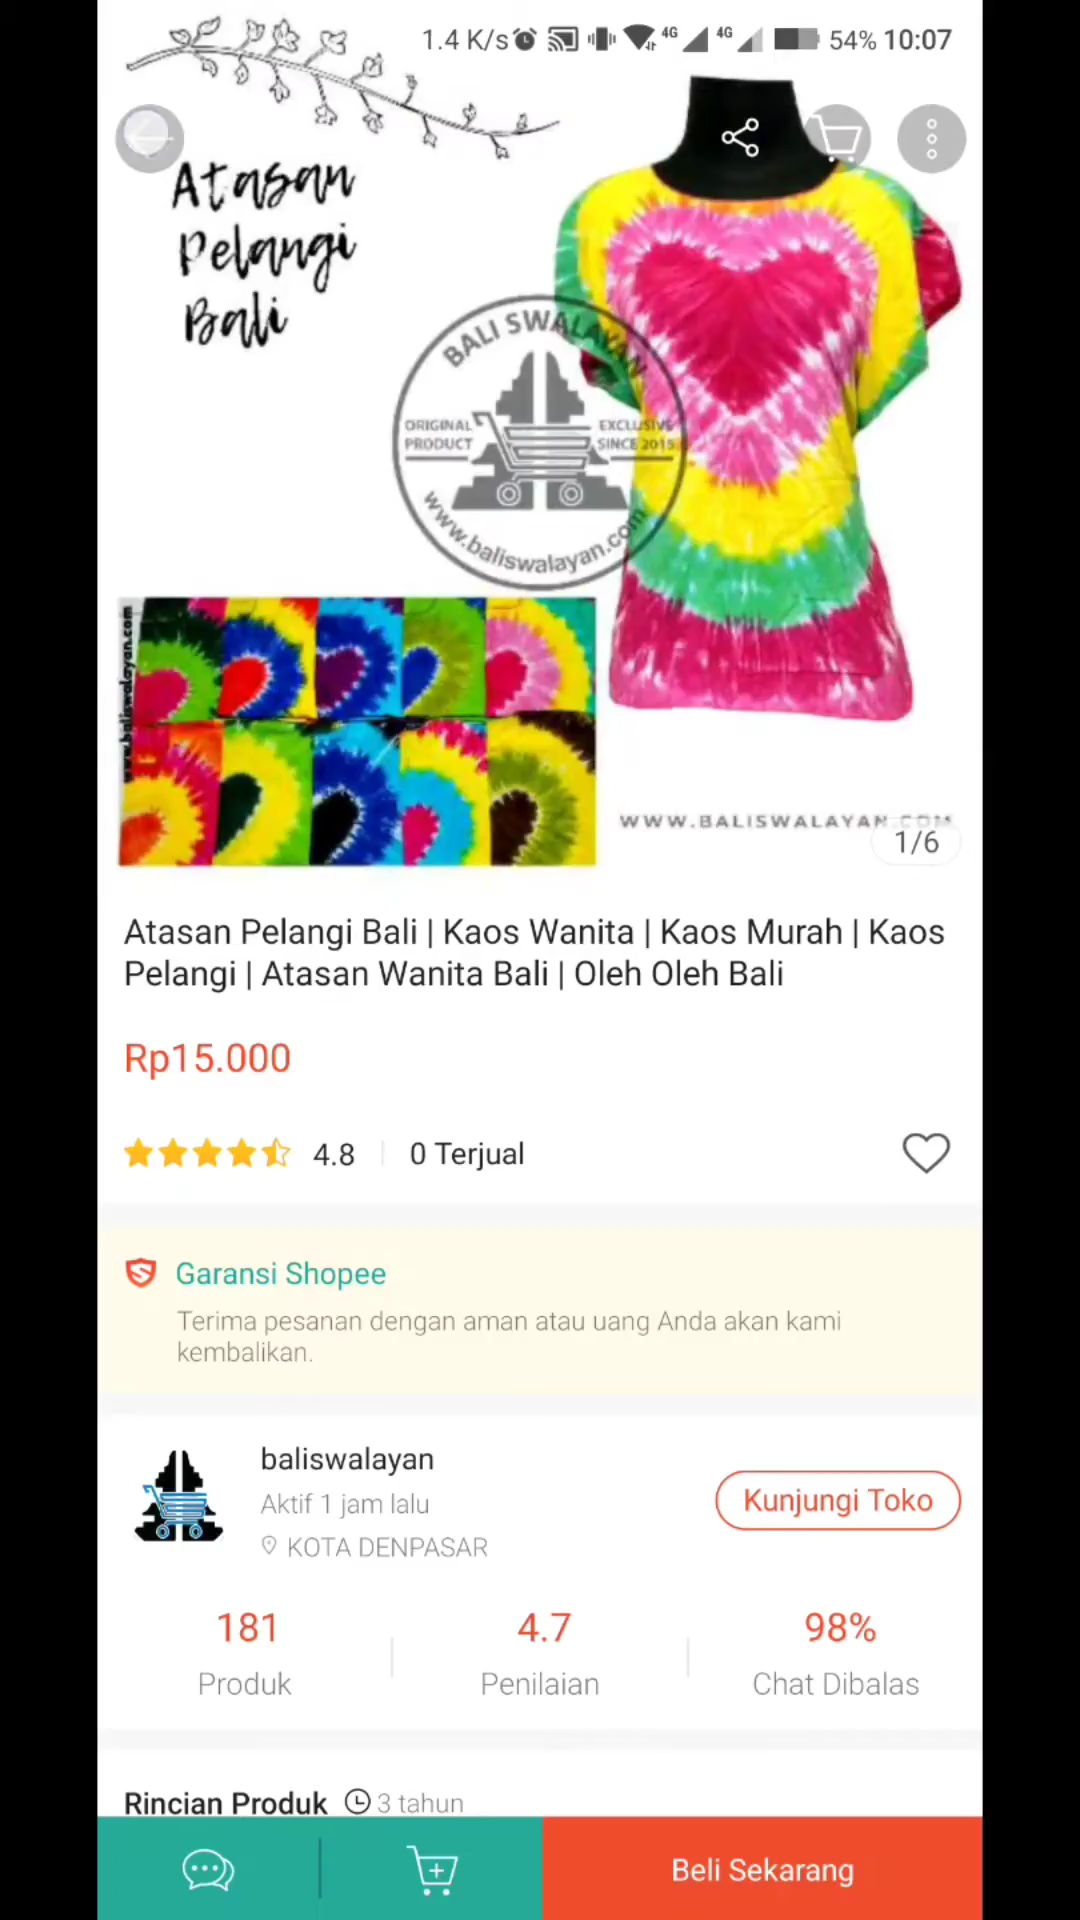 1.4 K/s 4G 4G 54% 10:07
Atasan
Pelangi
Bali
BALI SWALAYAN
ORIGINAL PRODUCT
EXCLUSIVE SINCE 2015
www.baliswalayan.com
www.baliswalayan.com
WWW.BALISWALAYAN.COM
1/6
Atasan Pelangi Bali | Kaos Wanita | Kaos Murah | Kaos
Pelangi | Atasan Wanita Bali | Oleh Oleh Bali
Rp15.000
4.8 0 Terjual
Garansi Shopee
Terima pesanan dengan aman atau uang Anda akan kami
kembalikan.
baliswalayan
Aktif 1 jam lalu
KOTA DENPASAR
Kunjungi Toko
181 4.7 98%
Produk Penilaian Chat Dibalas
Rincian Produk 3 tahun
Beli Sekarang